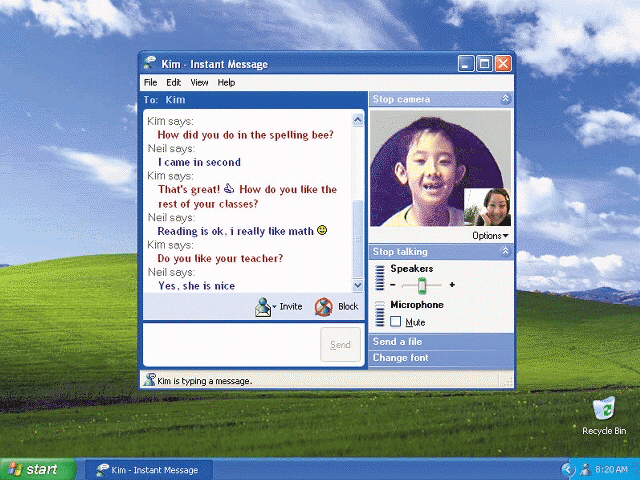 Kim - Instant Message
File Edit View Help
To: Kim
Kim says:
How did you do in the spelling bee?
Neil says:
I came in second
Kim says:
That's great! How do you like the
rest of your classes?
Neil says:
Reading is ok, i really like math
Kim says:
Do you like your teacher?
Neil says:
Yes, she is nice
Invite Block
Send
Kim is typing a message.
Stop camera
Options
Stop talking
Speakers
- +
Microphone
Mute
Send a file
Change font
Recycle Bin
start Kim - Instant Message 8:20 AM